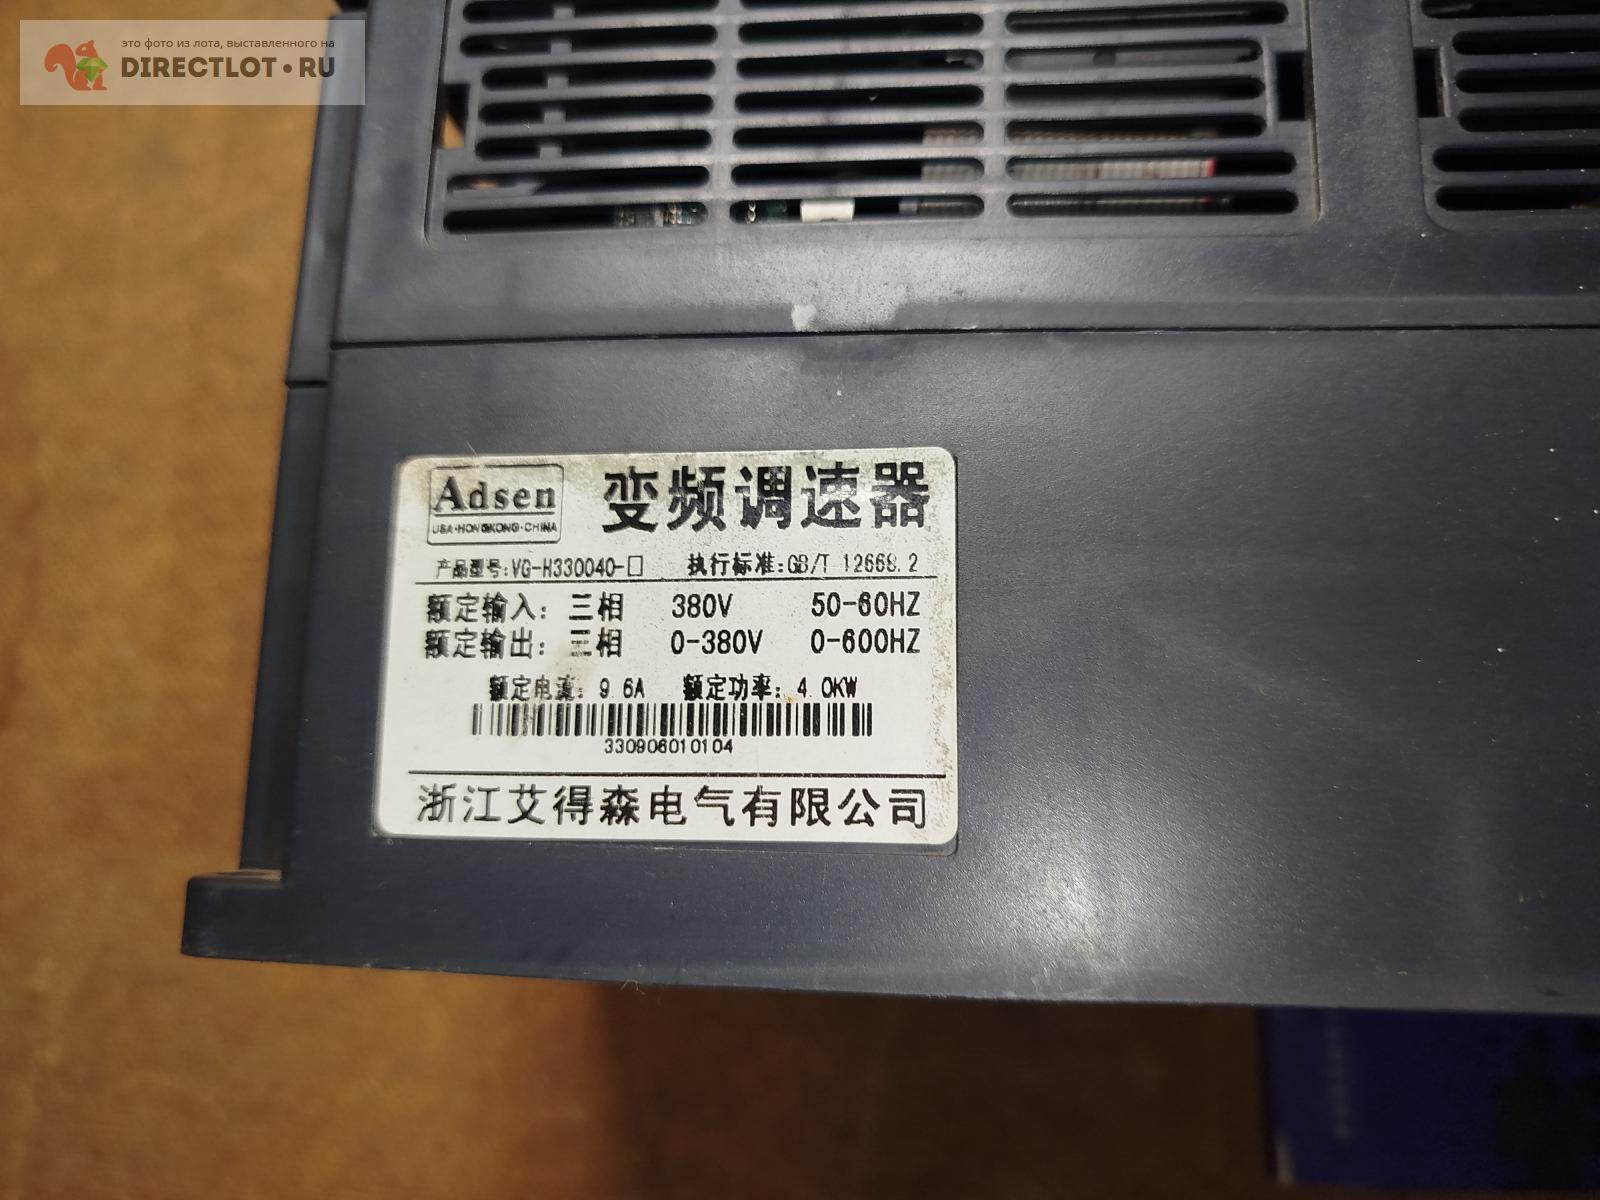 это фото из лота, выставленного на
DIRECTLOT•RU
Adsen
USA·HONGKONG·CHINA
变频调速器
产品型号:VG-H330040-□ 执行标准:GB/T 12668.2
额定输入: 三相 380V 50-60HZ
额定输出: 三相 0-380V 0-600HZ
额定电流: 9.6A 额定功率: 4.0KW
330906010104
浙江艾得森电气有限公司